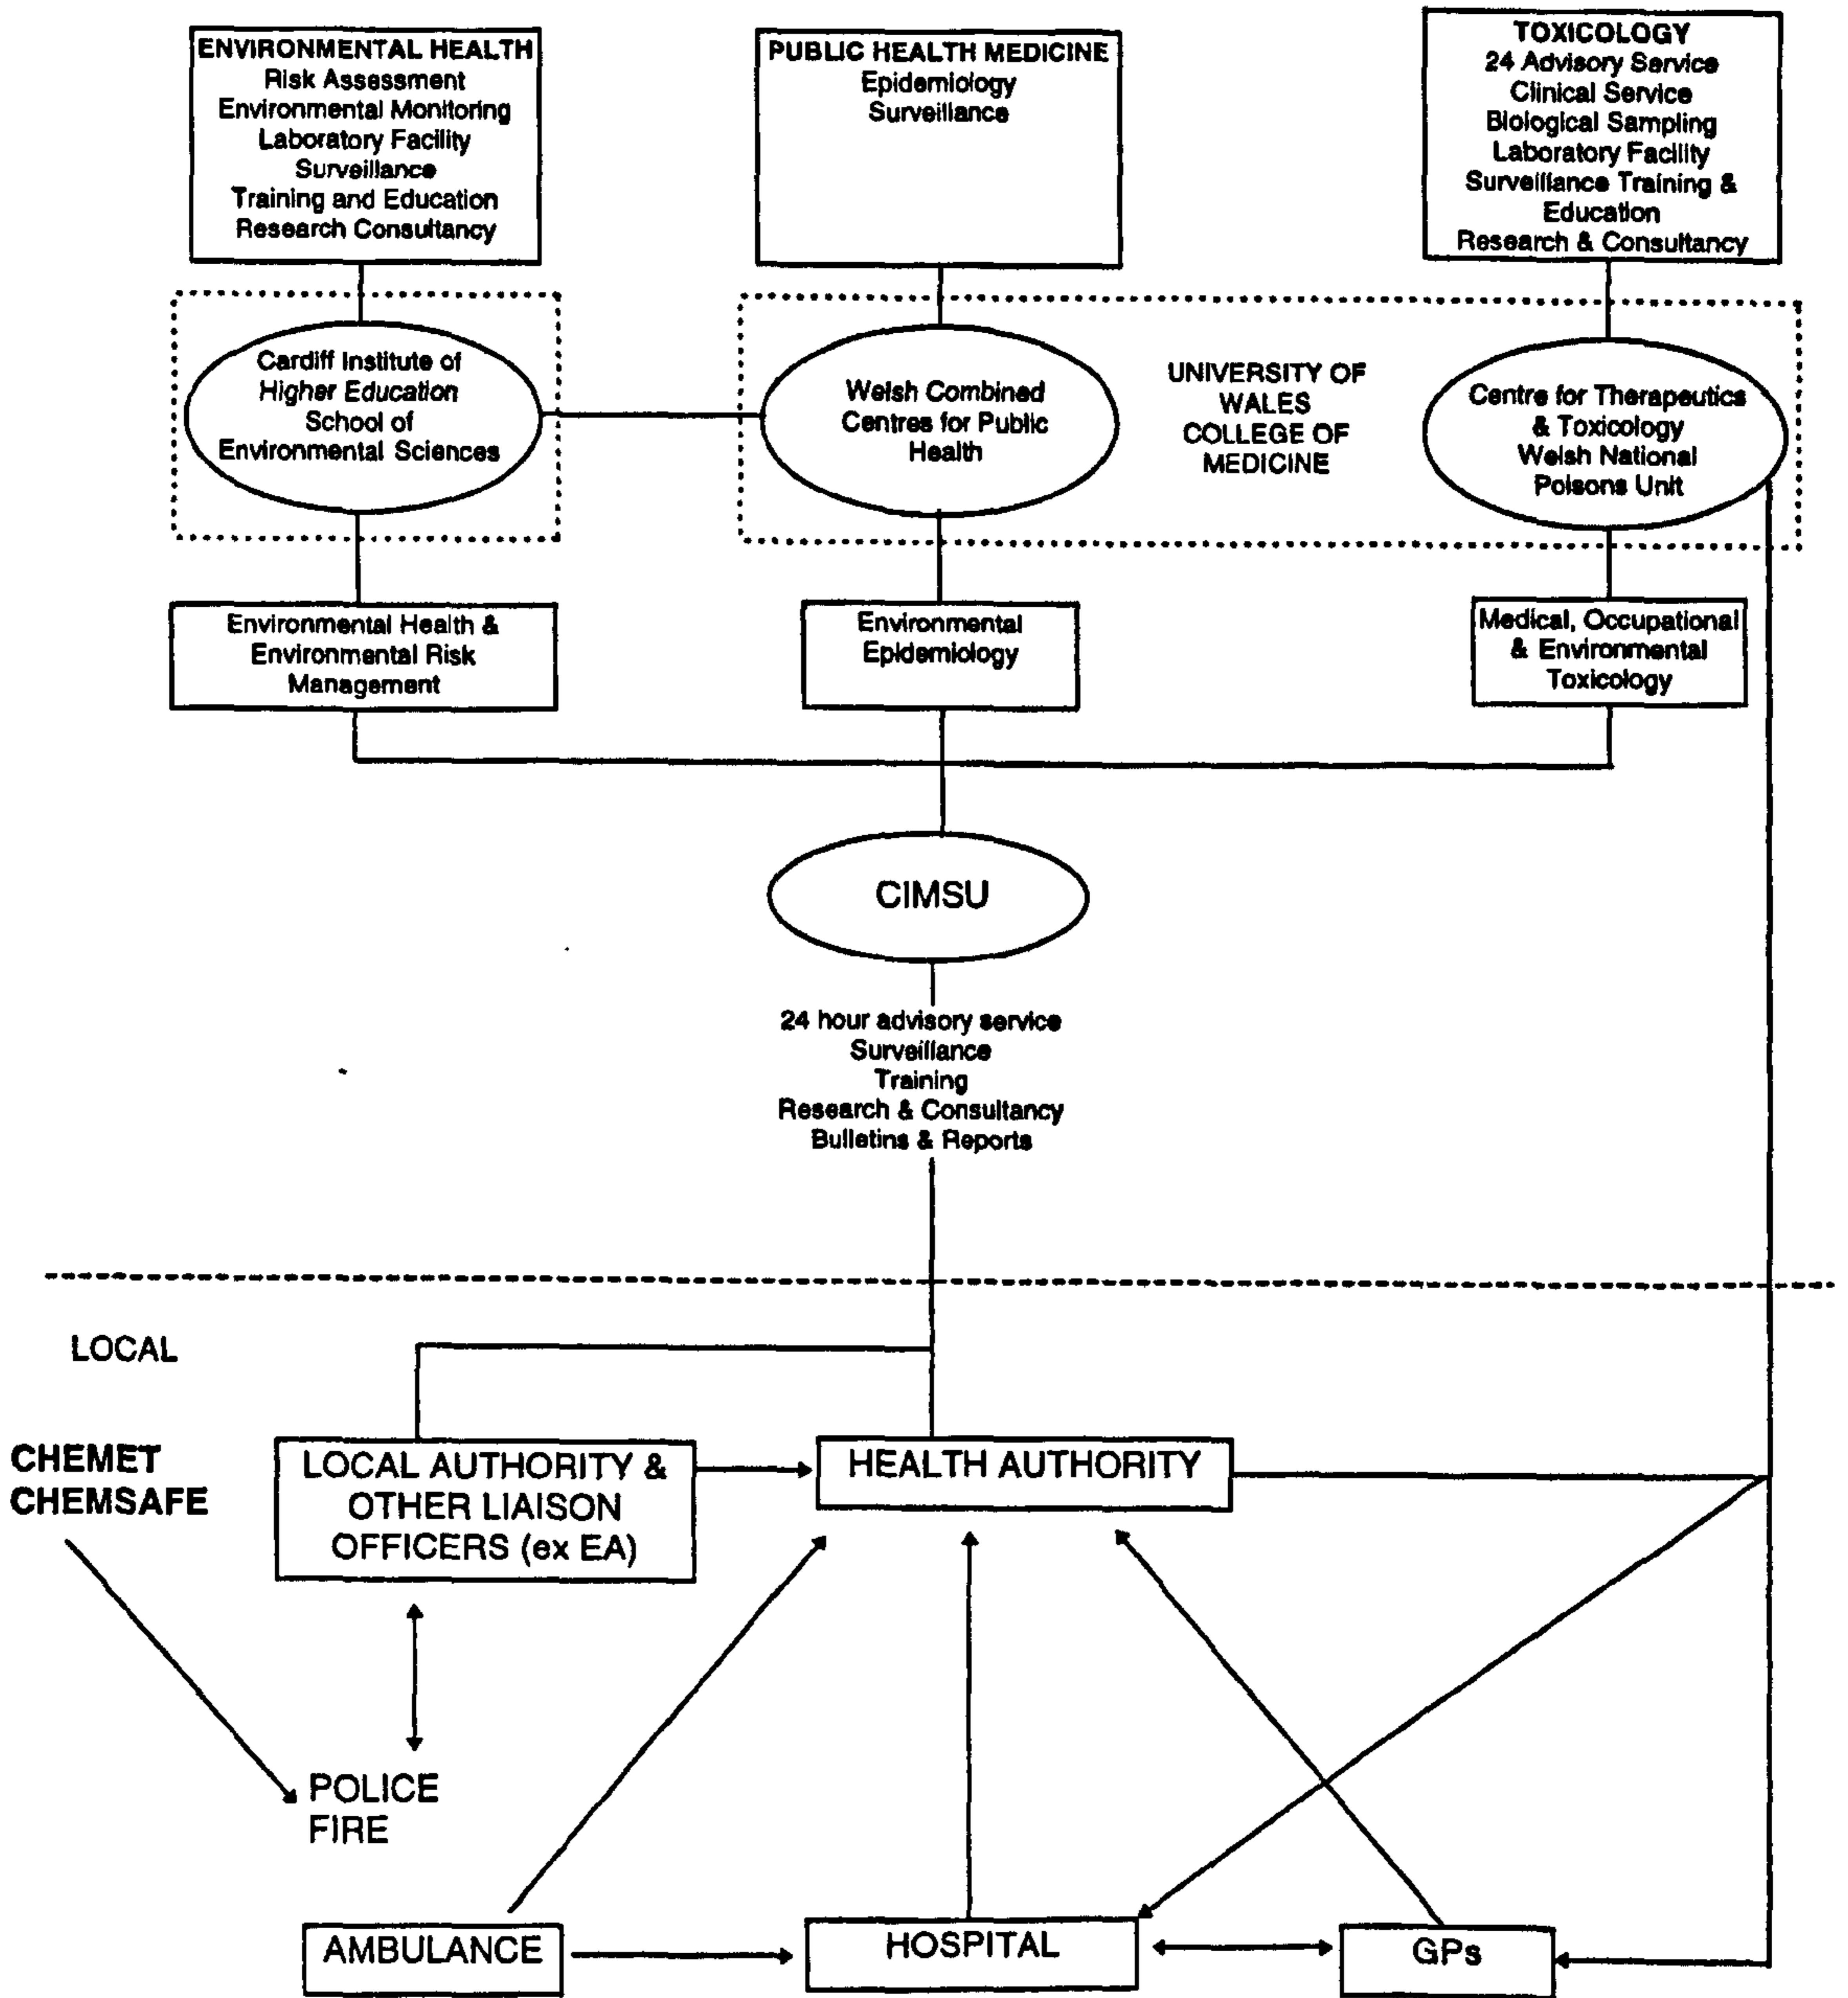 ENVIRONMENTAL HEALTH
Risk Assessment
Environmental Monitoring
Laboratory Facility
Surveillance
Training and Education
Research Consultancy
PUBLIC HEALTH MEDICINE
Epidemiology
Surveillance
TOXICOLOGY
24 Advisory Service
Clinical Service
Biological Sampling
Laboratory Facility
Surveillance Training &
Education
Research & Consultancy
Cardiff Institute of
Higher Education
School of
Environmental Sciences
Welsh Combined
Centres for Public
Health
UNIVERSITY OF
WALES
COLLEGE OF
MEDICINE
Centre for Therapeutics
& Toxicology
Welsh National
Poisons Unit
Environmental Health &
Environmental Risk
Management
Environmental
Epidemiology
Medical, Occupational
& Environmental
Toxicology
CIMSU
24 hour advisory service
Surveillance
Training
Research & Consultancy
Bulletins & Reports
LOCAL
CHEMET
CHEMSAFE
LOCAL AUTHORITY &
OTHER LIAISON
OFFICERS (ex EA)
HEALTH AUTHORITY
POLICE
FIRE
AMBULANCE
HOSPITAL
GPs